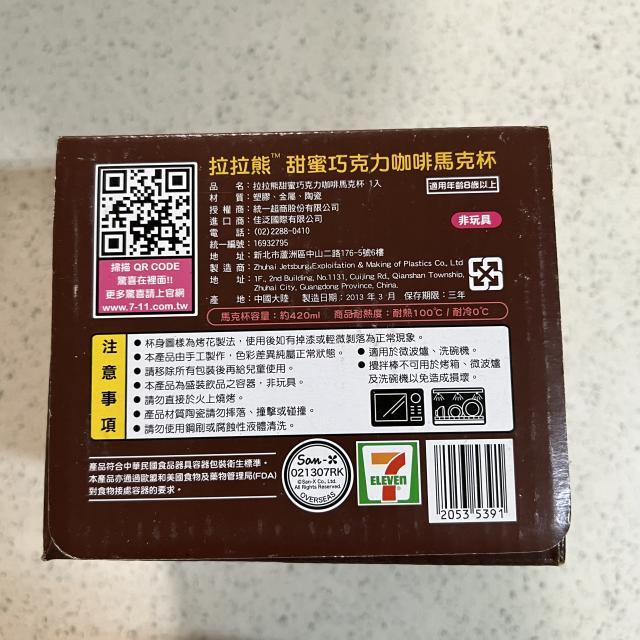 拉拉熊™ 甜蜜巧克力咖啡馬克杯
品　名：拉拉熊甜蜜巧克力咖啡馬克杯 1入
適用年齡8歲以上
材　質：塑膠、金屬、陶瓷
授 權 商：統一超商股份有限公司
進 口 商：佳泛國際有限公司
非玩具
電　話：(02)2288-0410
統一編號：16932795
地　址：新北市蘆洲區中山二路176-5號6樓
製 造 商：Zhuhai Jetsburg Exploitation & Making of Plastics Co., Ltd
地　址：1F., 2nd Building, No.1131, Cuijing Rd., Qianshan Township,
Zhuhai City, Guangdong Province, China.
產　地：中國大陸　製造日期：2013 年 3 月　保存期限：三年
掃描 QR CODE
驚喜在裡面!!
更多驚喜請上官網
www.7-11.com.tw
馬克杯容量：約420ml　商品耐熱度：耐熱100℃ / 耐冷0℃
注意事項
• 杯身圖樣為烤花製法，使用後如有掉漆或輕微剝落為正常現象。
• 本產品由手工製作，色彩差異純屬正常狀態。
• 請移除所有包裝後再給兒童使用。
• 本產品為盛裝飲品之容器，非玩具。
• 請勿直接於火上燒烤。
• 產品材質陶瓷請勿摔落、撞擊或碰撞。
• 請勿使用鋼刷或腐蝕性液體清洗。
• 適用於微波爐、洗碗機。
• 攪拌棒不可用於烤箱、微波爐
及洗碗機以免造成損壞。
產品符合中華民國食品器具容器包裝衛生標準。
本產品亦通過歐盟和美國食物及藥物管理局(FDA)
對食物接處容器的要求。
San-X
021307RK
©San-X Co., Ltd.
All Rights Reserved.
OVERSEAS
7
ELEVEN
2053 5391